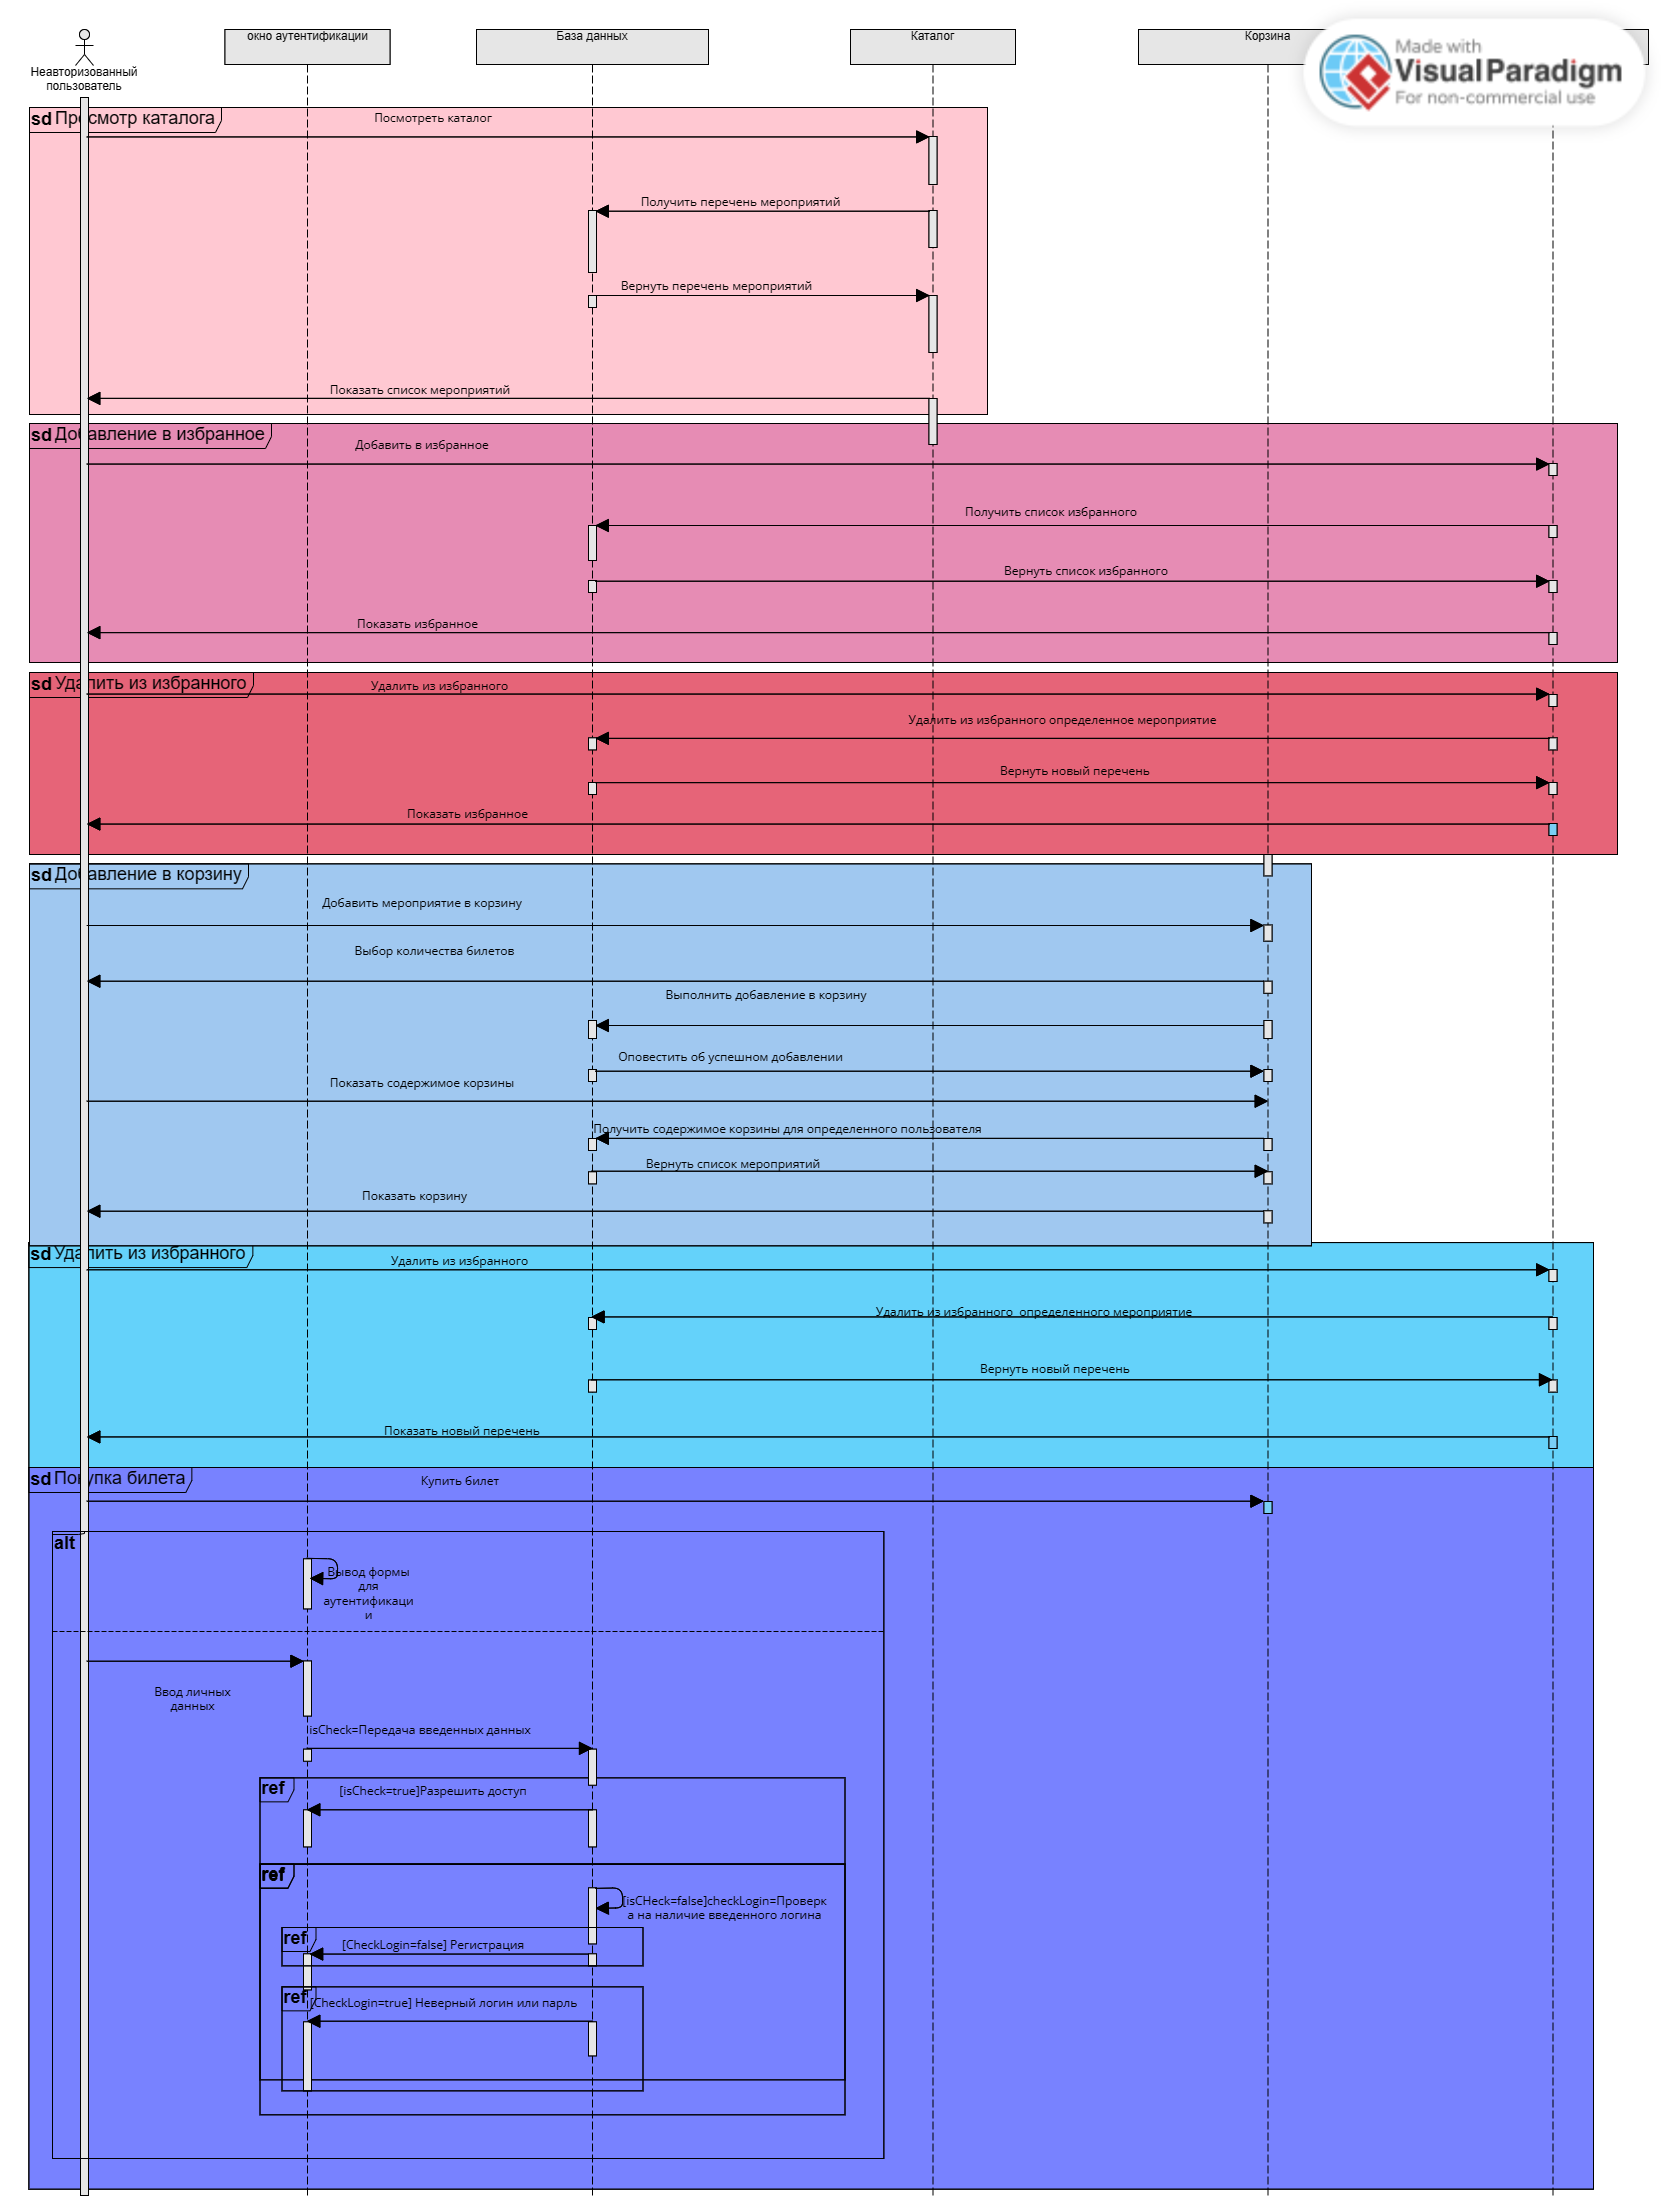 Неавторизованный
пользователь
окно аутентификации
База данных
Каталог
Корзина
Made with
Visual Paradigm
For non-commercial use
sd Просмотр каталога
Посмотреть каталог
Получить перечень мероприятий
Вернуть перечень мероприятий
Показать список мероприятий
sd Добавление в избранное
Добавить в избранное
Получить список избранного
Вернуть список избранного
Показать избранное
sd Удалить из избранного
Удалить из избранного
Удалить из избранного определенное мероприятие
Вернуть новый перечень
Показать избранное
sd Добавление в корзину
Добавить мероприятие в корзину
Выбор количества билетов
Выполнить добавление в корзину
Оповестить об успешном добавлении
Показать содержимое корзины
Получить содержимое корзины для определенного пользователя
Вернуть список мероприятий
Показать корзину
sd Удалить из избранного
Удалить из избранного
Удалить из избранного определенного мероприятие
Вернуть новый перечень
Показать новый перечень
sd Покупка билета
Купить билет
alt
Вывод формы
для
аутентификаци
и
Ввод личных
данных
isCheck=Передача введенных данных
ref
[isCheck=true]Разрешить доступ
ref
[isCHeck=false]checkLogin=Проверк
а на наличие введенного логина
ref
[CheckLogin=false] Регистрация
ref
[CheckLogin=true] Неверный логин или парль